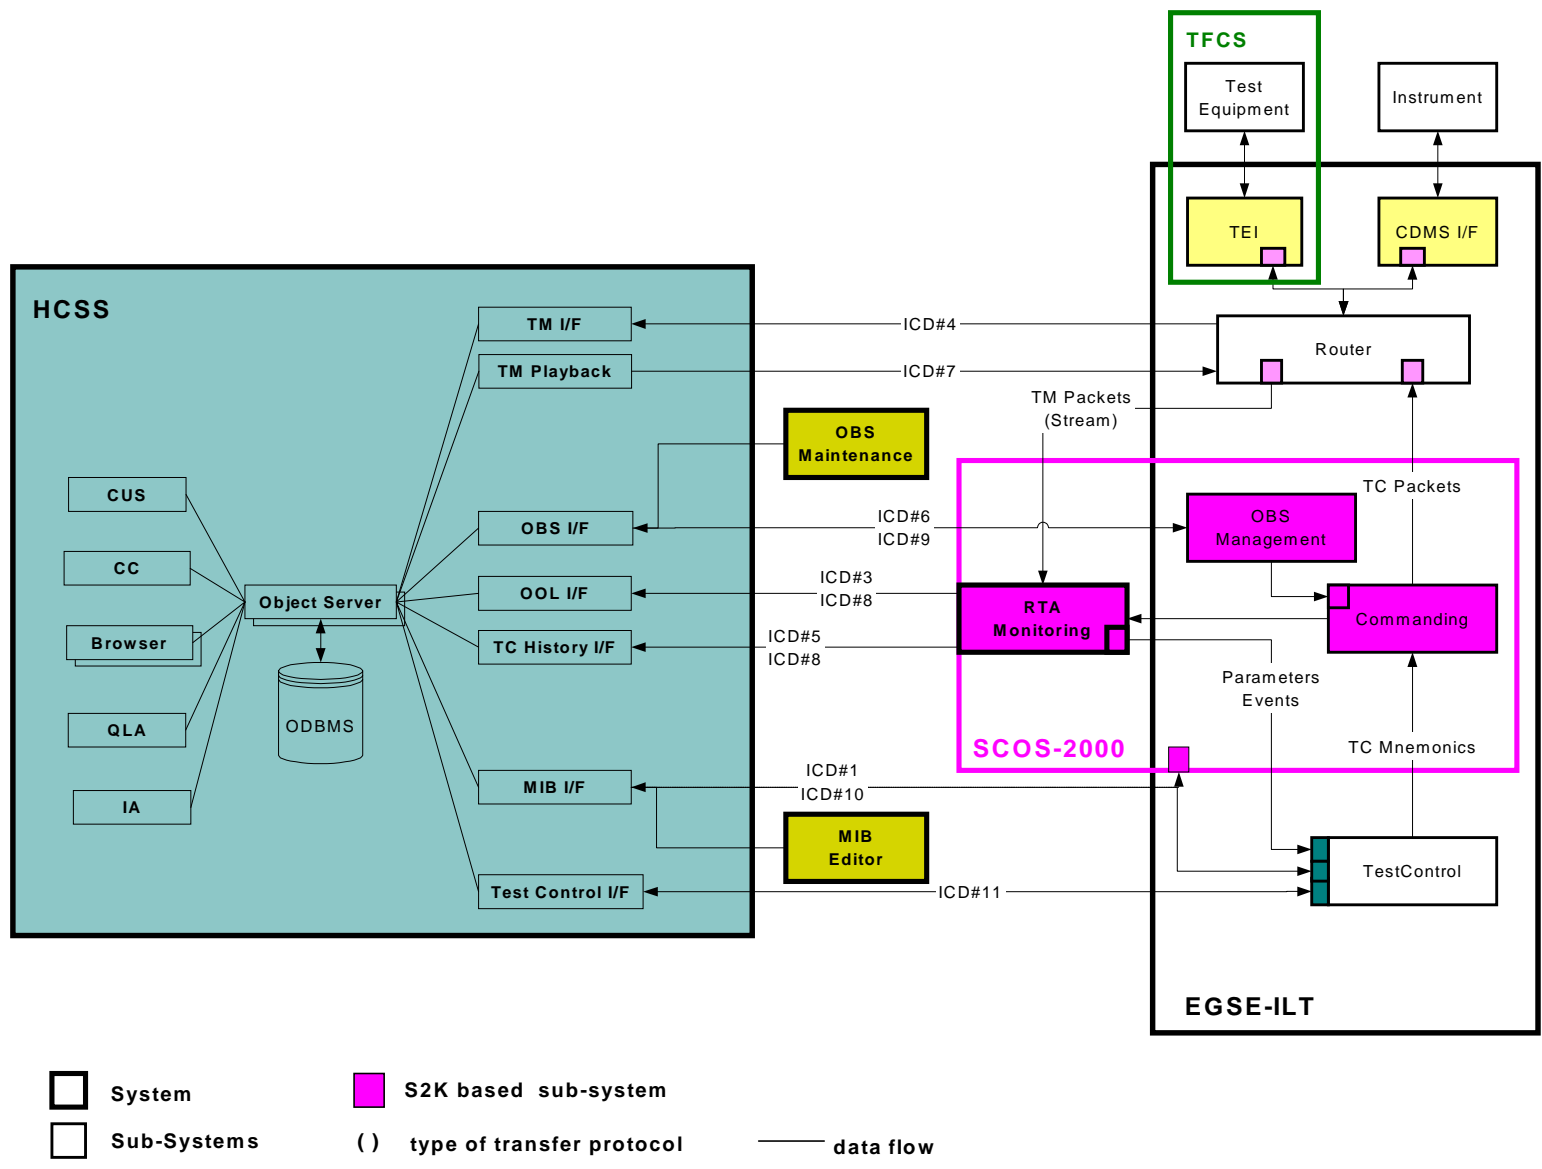 TFCS
Test
Equipment
Instrument
TEI
CDMS I/F
HCSS
TM I/F
ICD#4
Router
TM Playback
ICD#7
TM Packets
(Stream)
OBS
Maintenance
CUS
TC Packets
OBS I/F
ICD#6
ICD#9
OBS
Management
CC
Object Server
OOL I/F
ICD#3
ICD#8
RTA
Monitoring
Commanding
Browser
TC History I/F
ICD#5
ICD#8
Parameters
Events
QLA
ODBMS
SCOS-2000
TC Mnemonics
IA
MIB I/F
ICD#1
ICD#10
MIB
Editor
TestControl
Test Control I/F
ICD#11
EGSE-ILT
System
S2K based sub-system
Sub-Systems
( ) type of transfer protocol
data flow